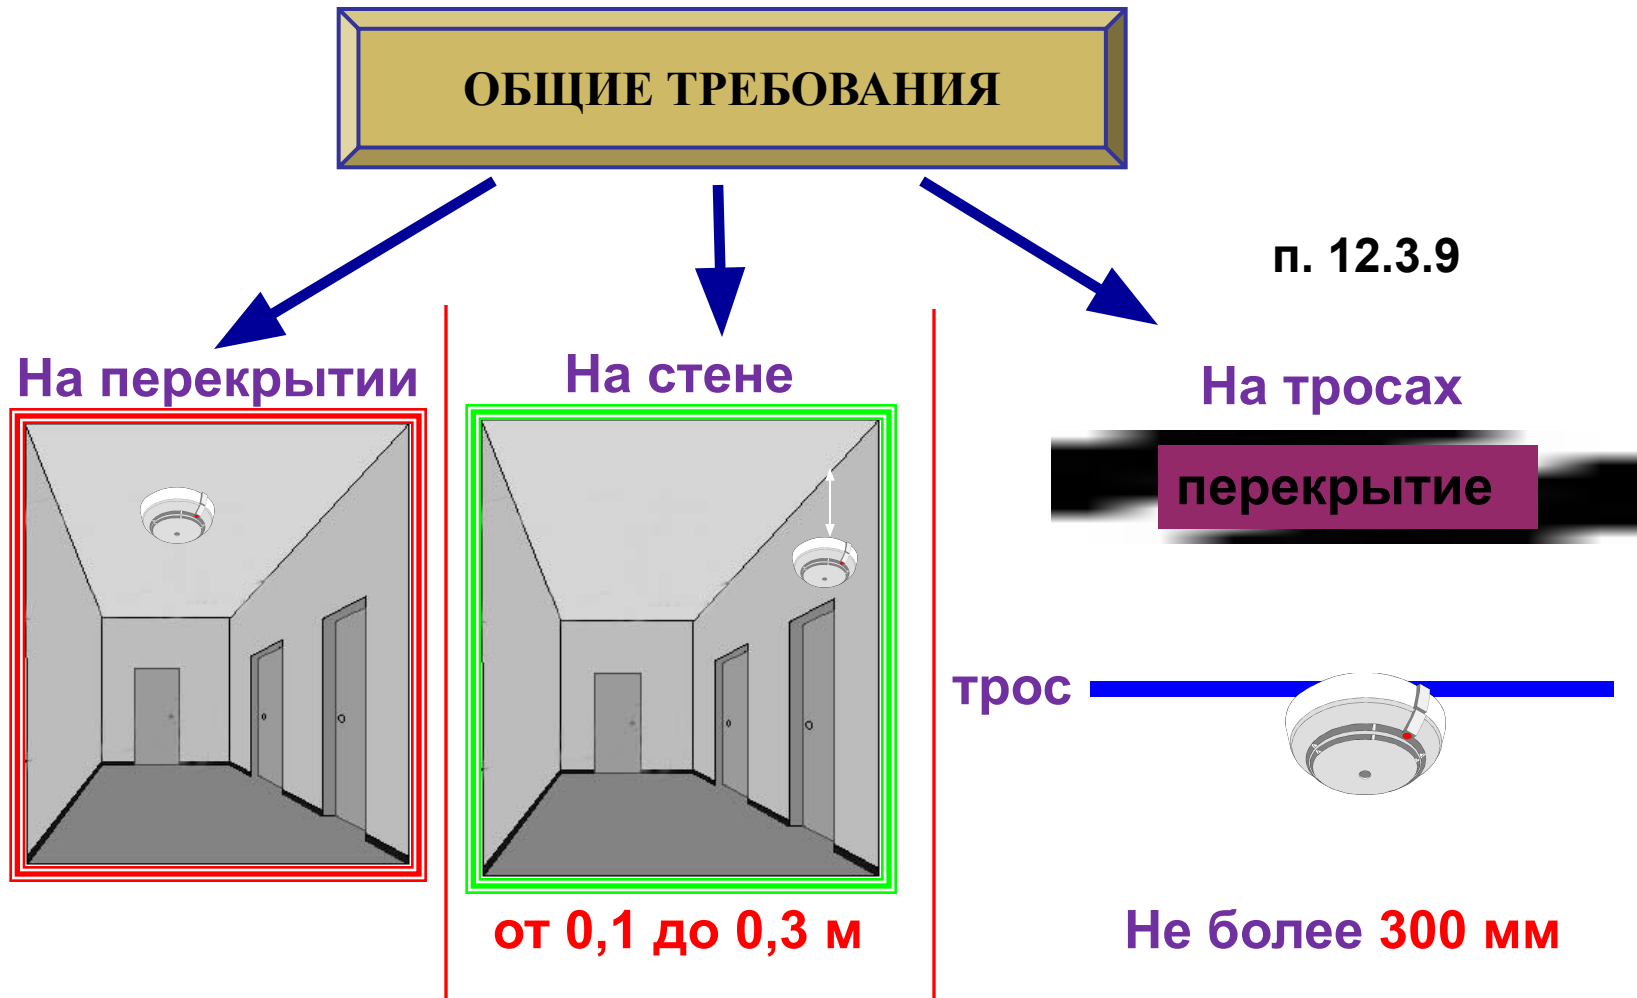 ОБЩИЕ ТРЕБОВАНИЯ
п. 12.3.9
На перекрытии
На стене
На тросах
перекрытие
трос
от 0,1 до 0,3 м
Не более 300 мм